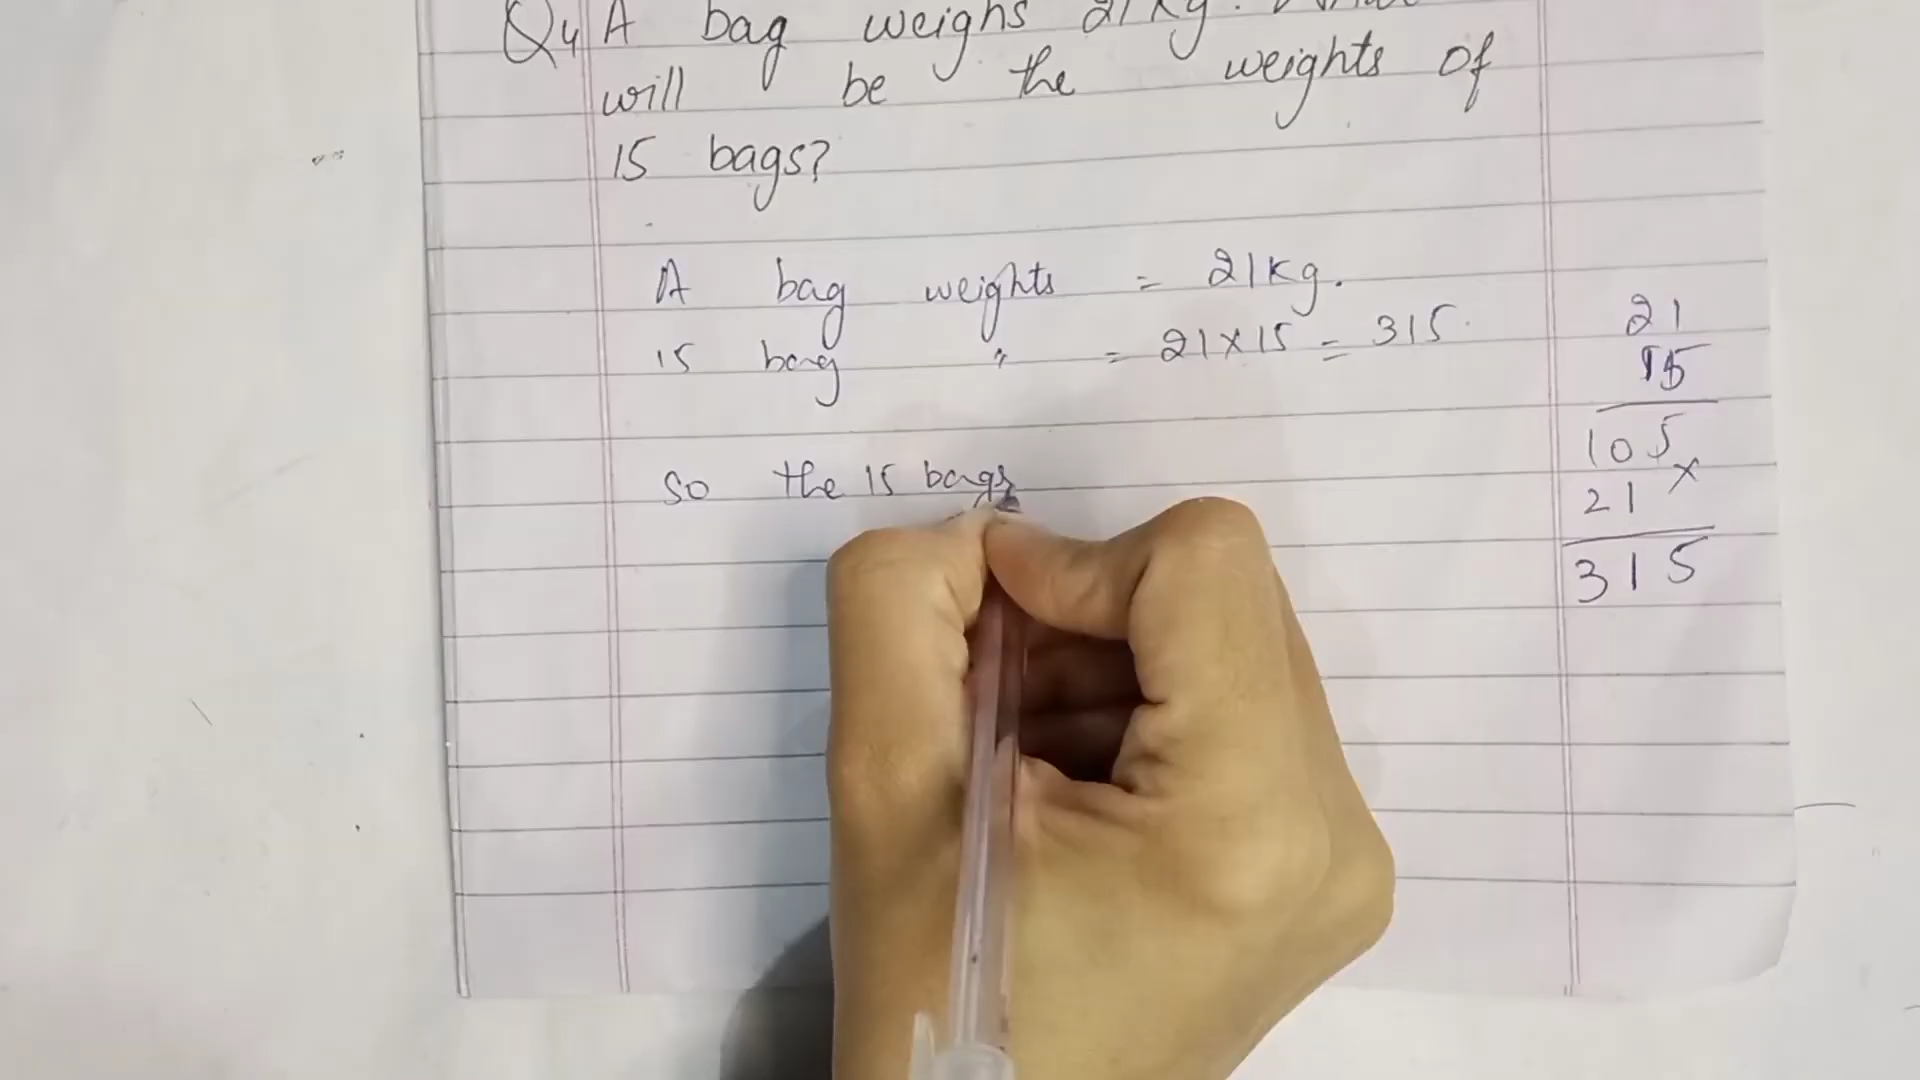 Q4 A bag weighs 21kg.
will be the weights of
15 bags?
A bag weights = 21kg.
15 bag " = 21×15 = 315
so the 15 bags
21
15
105
21×
315